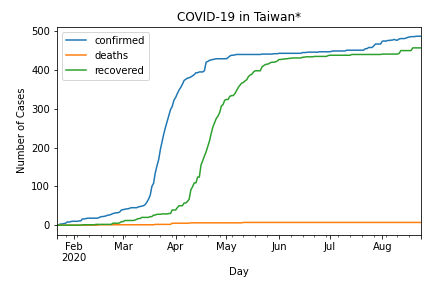 COVID-19 in Taiwan*
confirmed
deaths
recovered
Number of Cases
500
400
300
200
100
0
Feb
2020
Mar
Apr
May
Jun
Jul
Aug
Day